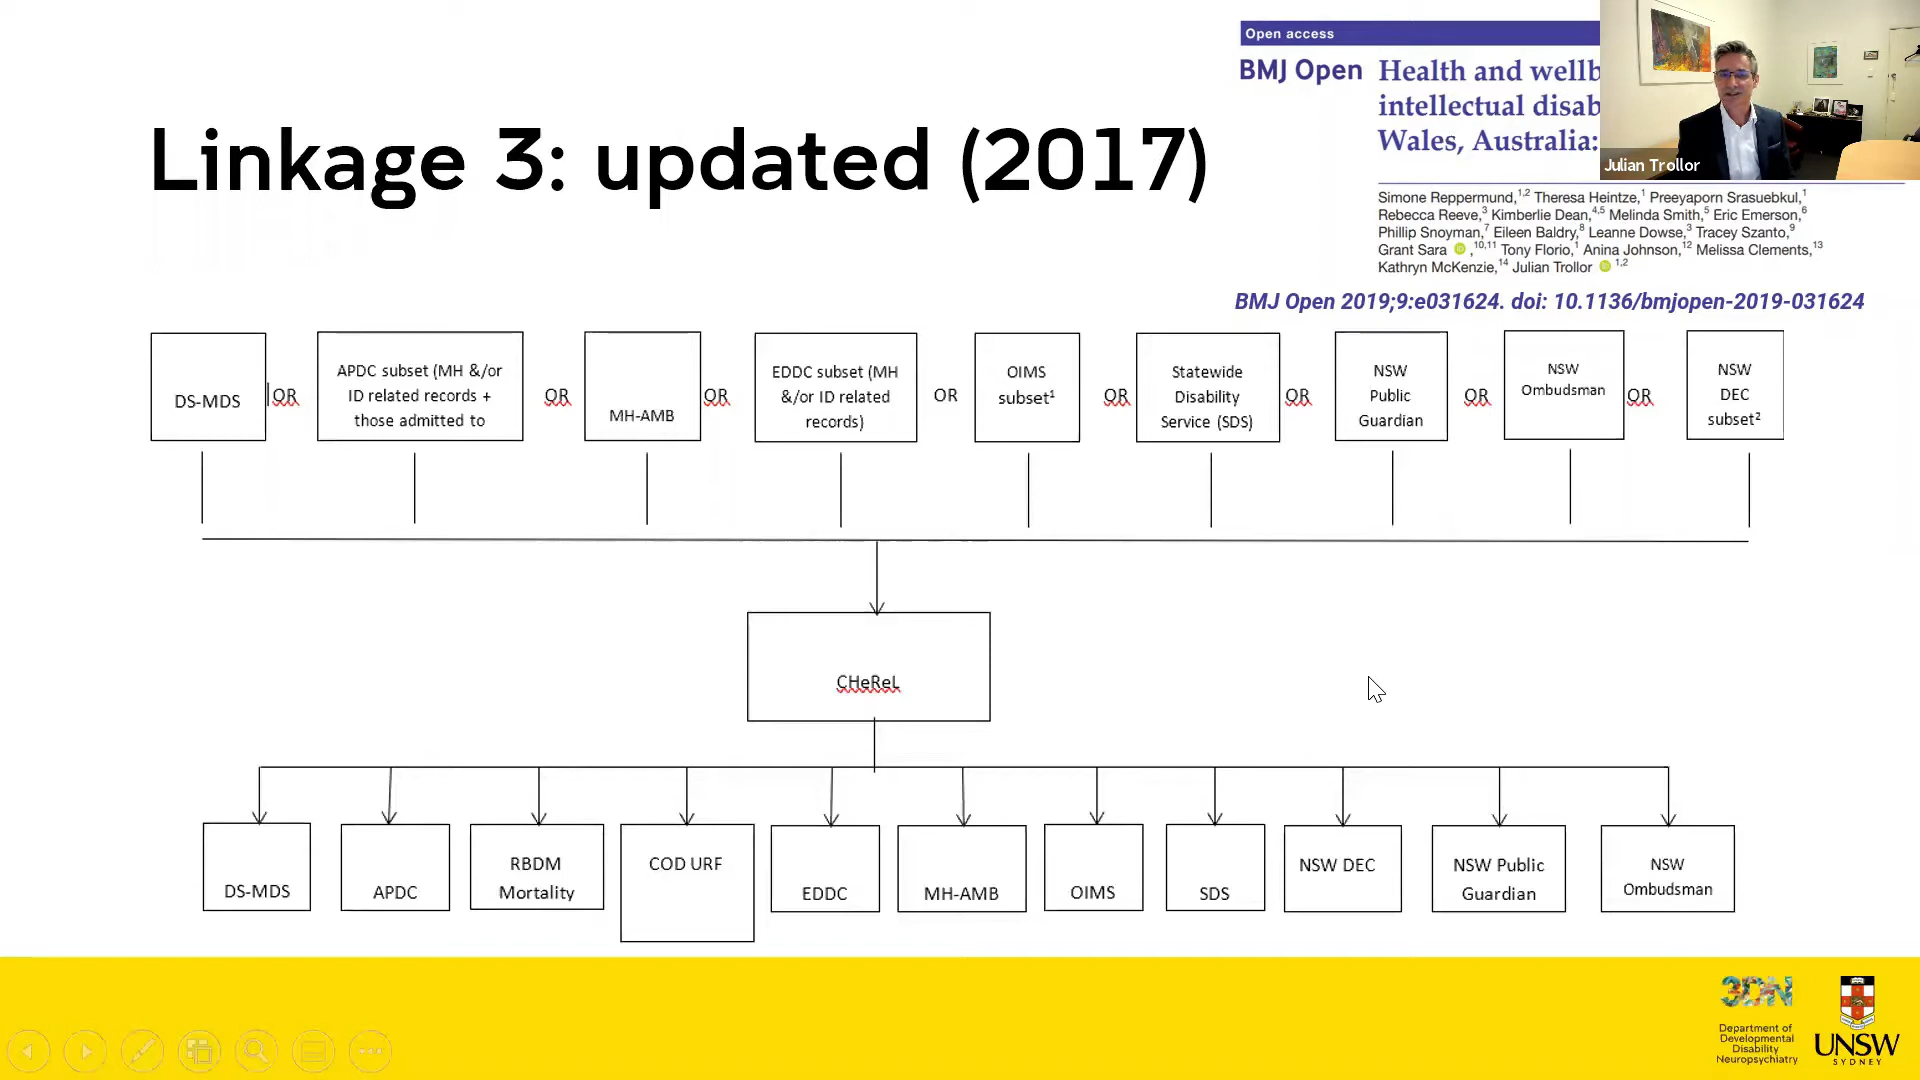 Open access
BMJ Open
Health and wellb
intellectual disab
Wales, Australia:
Julian Trollor
Linkage 3: updated (2017)
Simone Reppermund,1,2 Theresa Heintze,1 Preeyaporn Srasuebkul,1
Rebecca Reeve,3 Kimberlie Dean,4,5 Melinda Smith,5 Eric Emerson,6
Phillip Snoyman,7 Eileen Baldry,8 Leanne Dowse,3 Tracey Szanto,9
Grant Sara iD ,10,11 Tony Florio,1 Anina Johnson,12 Melissa Clements,13
Kathryn McKenzie,14 Julian Trollor iD 1,2
BMJ Open 2019;9:e031624. doi: 10.1136/bmjopen-2019-031624
DS-MDS
OR
APDC subset (MH &/or
ID related records +
those admitted to
OR
MH-AMB
OR
EDDC subset (MH
&/or ID related
records)
OR
OIMS
subset¹
OR
Statewide
Disability
Service (SDS)
OR
NSW
Public
Guardian
OR
NSW
Ombudsman
OR
NSW
DEC
subset²
CHeReL
DS-MDS
APDC
RBDM
Mortality
COD URF
EDDC
MH-AMB
OIMS
SDS
NSW DEC
NSW Public
Guardian
NSW
Ombudsman
3DN
Department of
Developmental
Disability
Neuropsychiatry
UNSW
SYDNEY